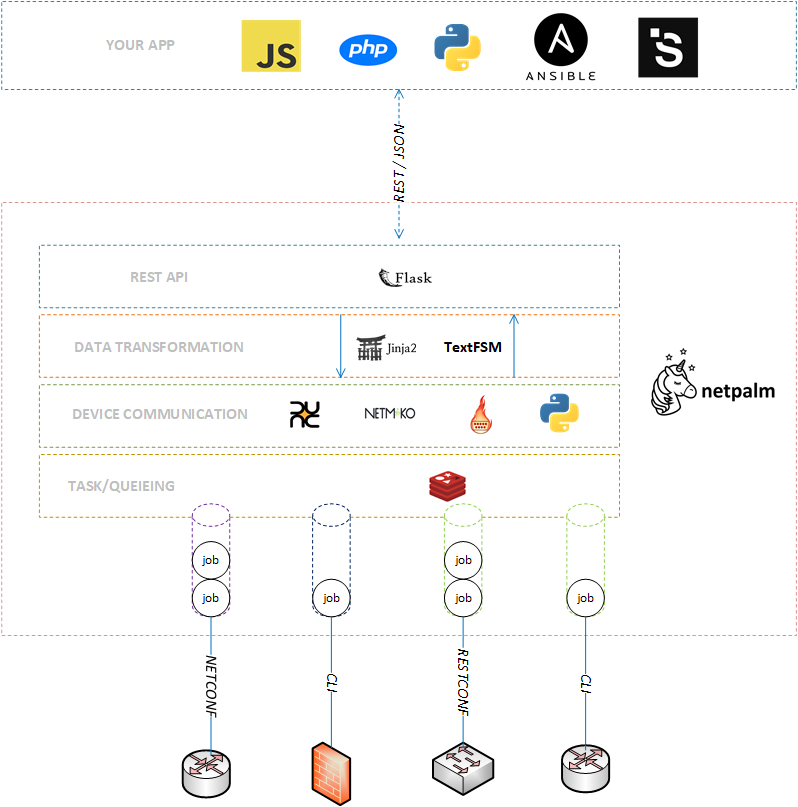 YOUR APP
JS
php
ANSIBLE
REST / JSON
REST API
Flask
DATA TRANSFORMATION
Jinja2
TextFSM
DEVICE COMMUNICATION
NETMIKO
netpalm
TASK/QUEIEING
job
job
job
job
job
job
NETCONF
CLI
RESTCONF
CLI